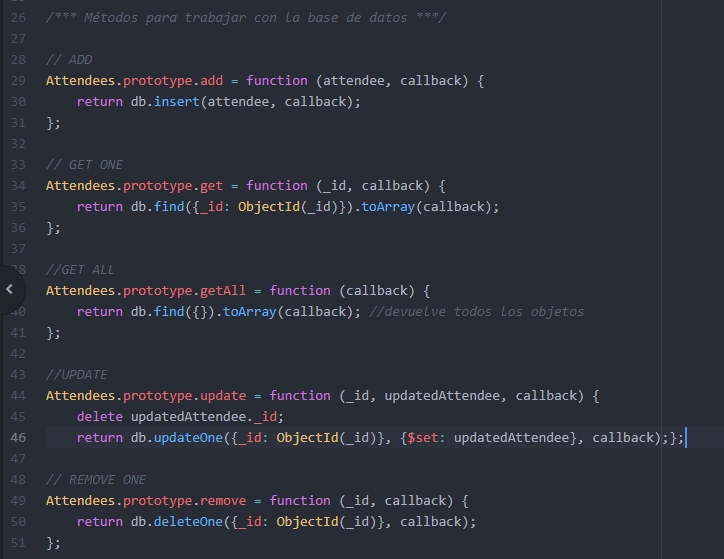 26 /*** Métodos para trabajar con la base de datos ***/
27
28 // ADD
29 Attendees.prototype.add = function (attendee, callback) {
30     return db.insert(attendee, callback);
31 };
32
33 // GET ONE
34 Attendees.prototype.get = function (_id, callback) {
35     return db.find({_id: ObjectId(_id)}).toArray(callback);
36 };
37
38 //GET ALL
Attendees.prototype.getAll = function (callback) {
40     return db.find({}).toArray(callback); //devuelve todos los objetos
41 };
42
43 //UPDATE
44 Attendees.prototype.update = function (_id, updatedAttendee, callback) {
45     delete updatedAttendee._id;
46     return db.updateOne({_id: ObjectId(_id)}, {$set: updatedAttendee}, callback);};
47
48 // REMOVE ONE
49 Attendees.prototype.remove = function (_id, callback) {
50     return db.deleteOne({_id: ObjectId(_id)}, callback);
51 };